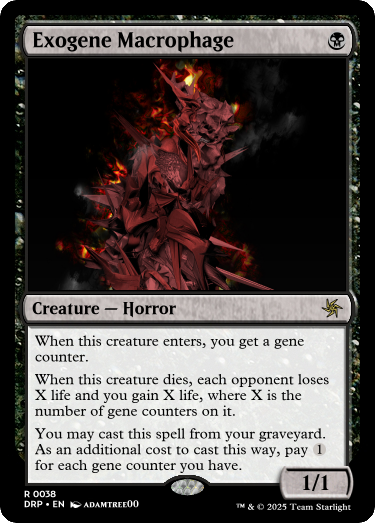 Exogene Macrophage
Creature — Horror
When this creature enters, you get a gene
counter.
When this creature dies, each opponent loses
X life and you gain X life, where X is the
number of gene counters on it.
You may cast this spell from your graveyard.
As an additional cost to cast this way, pay 1
for each gene counter you have.
1/1
R 0038
DRP • EN ADAMTREE00
™ & © 2025 Team Starlight